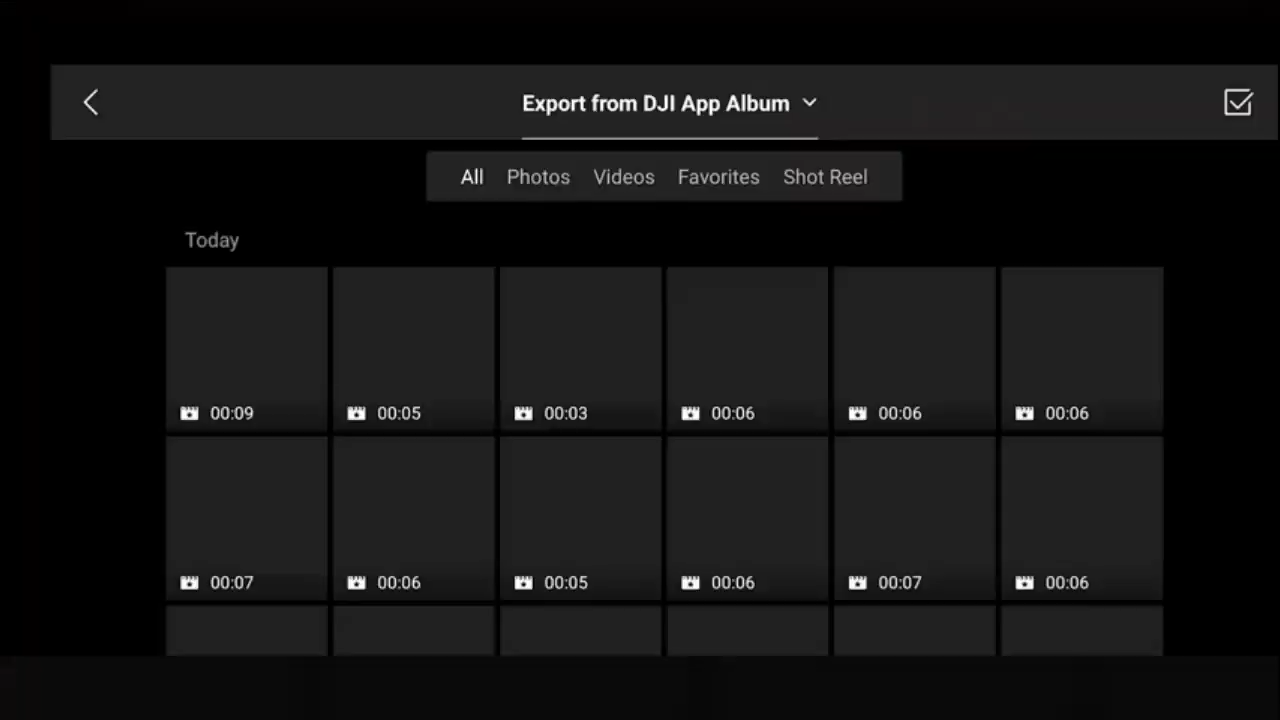 Export from DJI App Album
All Photos Videos Favorites Shot Reel
Today
00:09 00:05 00:03 00:06 00:06 00:06
00:07 00:06 00:05 00:06 00:07 00:06